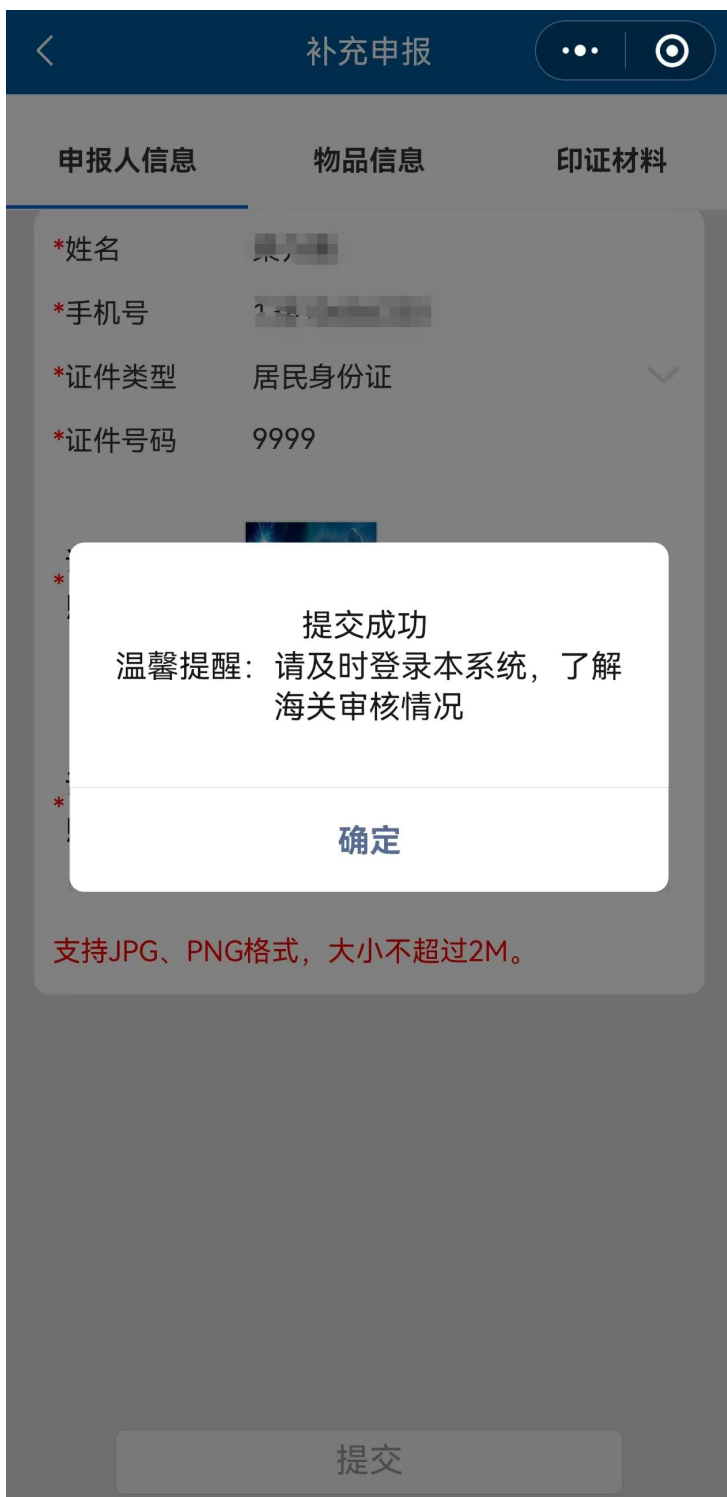 补充申报
申报人信息 物品信息 印证材料
*姓名
*手机号
*证件类型 居民身份证
*证件号码 9999
*
提交成功
温馨提醒：请及时登录本系统，了解
海关审核情况
*
确定
支持JPG、PNG格式，大小不超过2M。
提交